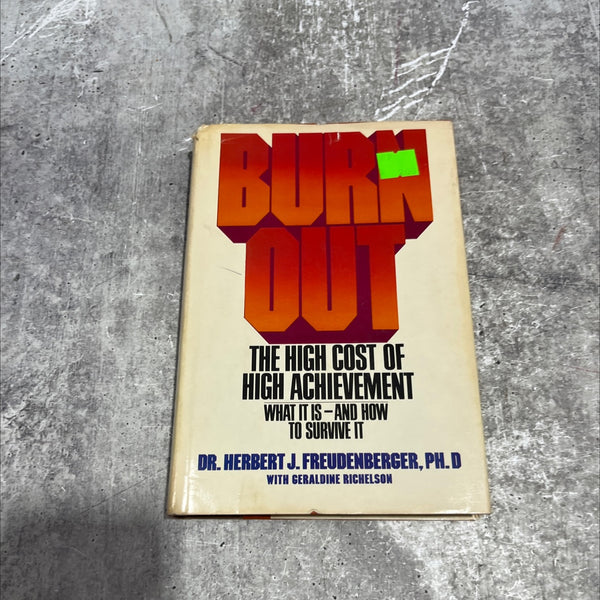 BURN
OUT
THE HIGH COST OF
HIGH ACHIEVEMENT
WHAT IT IS–AND HOW
TO SURVIVE IT
DR. HERBERT J. FREUDENBERGER, PH.D
WITH GERALDINE RICHELSON